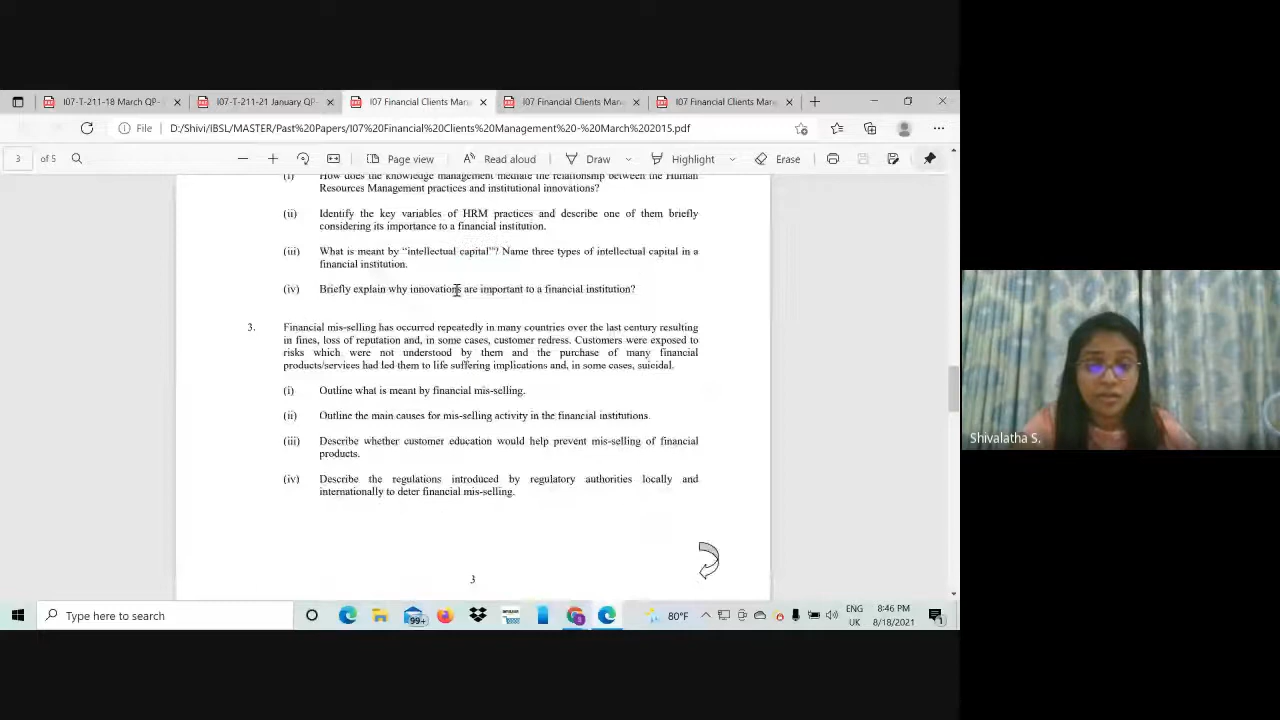 I07-T-211-18 March QP-
I07-T-211-21 January QP-
I07 Financial Clients Man
I07 Financial Clients Man
I07 Financial Clients Man
File
D:/Shivi/IBSL/MASTER/Past%20Papers/I07%20Financial%20Clients%20Management%20-%20March%202015.pdf
3 of 5
Page view
Read aloud
Draw
Highlight
Erase
(i) How does the knowledge management mediate the relationship between the Human
Resources Management practices and institutional innovations?
(ii) Identify the key variables of HRM practices and describe one of them briefly
considering its importance to a financial institution.
(iii) What is meant by "intellectual capital"? Name three types of intellectual capital in a
financial institution.
(iv) Briefly explain why innovations are important to a financial institution?
3. Financial mis-selling has occurred repeatedly in many countries over the last century resulting
in fines, loss of reputation and, in some cases, customer redress. Customers were exposed to
risks which were not understood by them and the purchase of many financial
products/services had led them to life suffering implications and, in some cases, suicidal.
(i) Outline what is meant by financial mis-selling.
(ii) Outline the main causes for mis-selling activity in the financial institutions.
(iii) Describe whether customer education would help prevent mis-selling of financial
products.
(iv) Describe the regulations introduced by regulatory authorities locally and
internationally to deter financial mis-selling.
3
Shivalatha S.
Type here to search
99+
80°F
ENG
UK
8:46 PM
8/18/2021